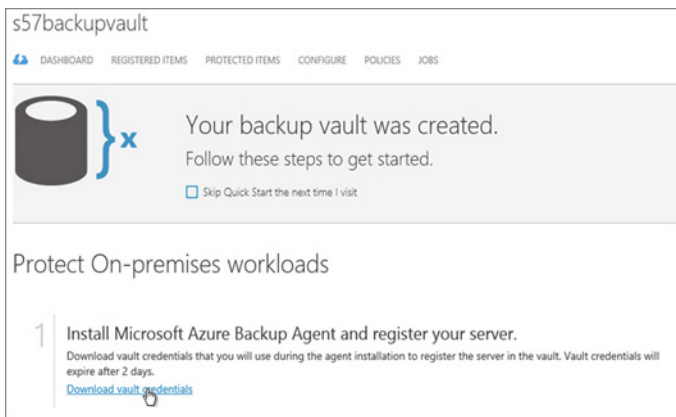 s57backupvault
DASHBOARD REGISTERED ITEMS PROTECTED ITEMS CONFIGURE POLICIES JOBS
x
Your backup vault was created.
Follow these steps to get started.
Skip Quick Start the next time I visit
Protect On-premises workloads
1
Install Microsoft Azure Backup Agent and register your server.
Download vault credentials that you will use during the agent installation to register the server in the vault. Vault credentials will
expire after 2 days.
Download vault credentials